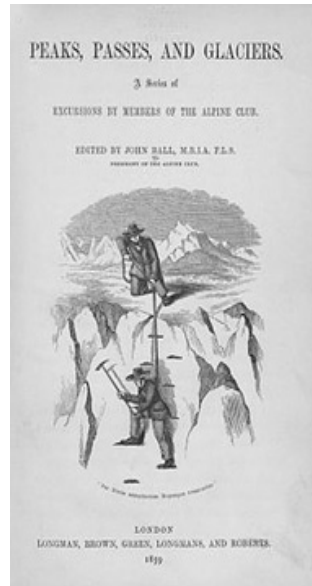 PEAKS, PASSES, AND GLACIERS.
A Series of
EXCURSIONS BY MEMBERS OF THE ALPINE CLUB.
EDITED BY JOHN BALL, M.R.I.A. F.L.S.
PRESIDENT OF THE ALPINE CLUB.
LONDON
LONGMAN, BROWN, GREEN, LONGMANS, AND ROBERTS.
1859